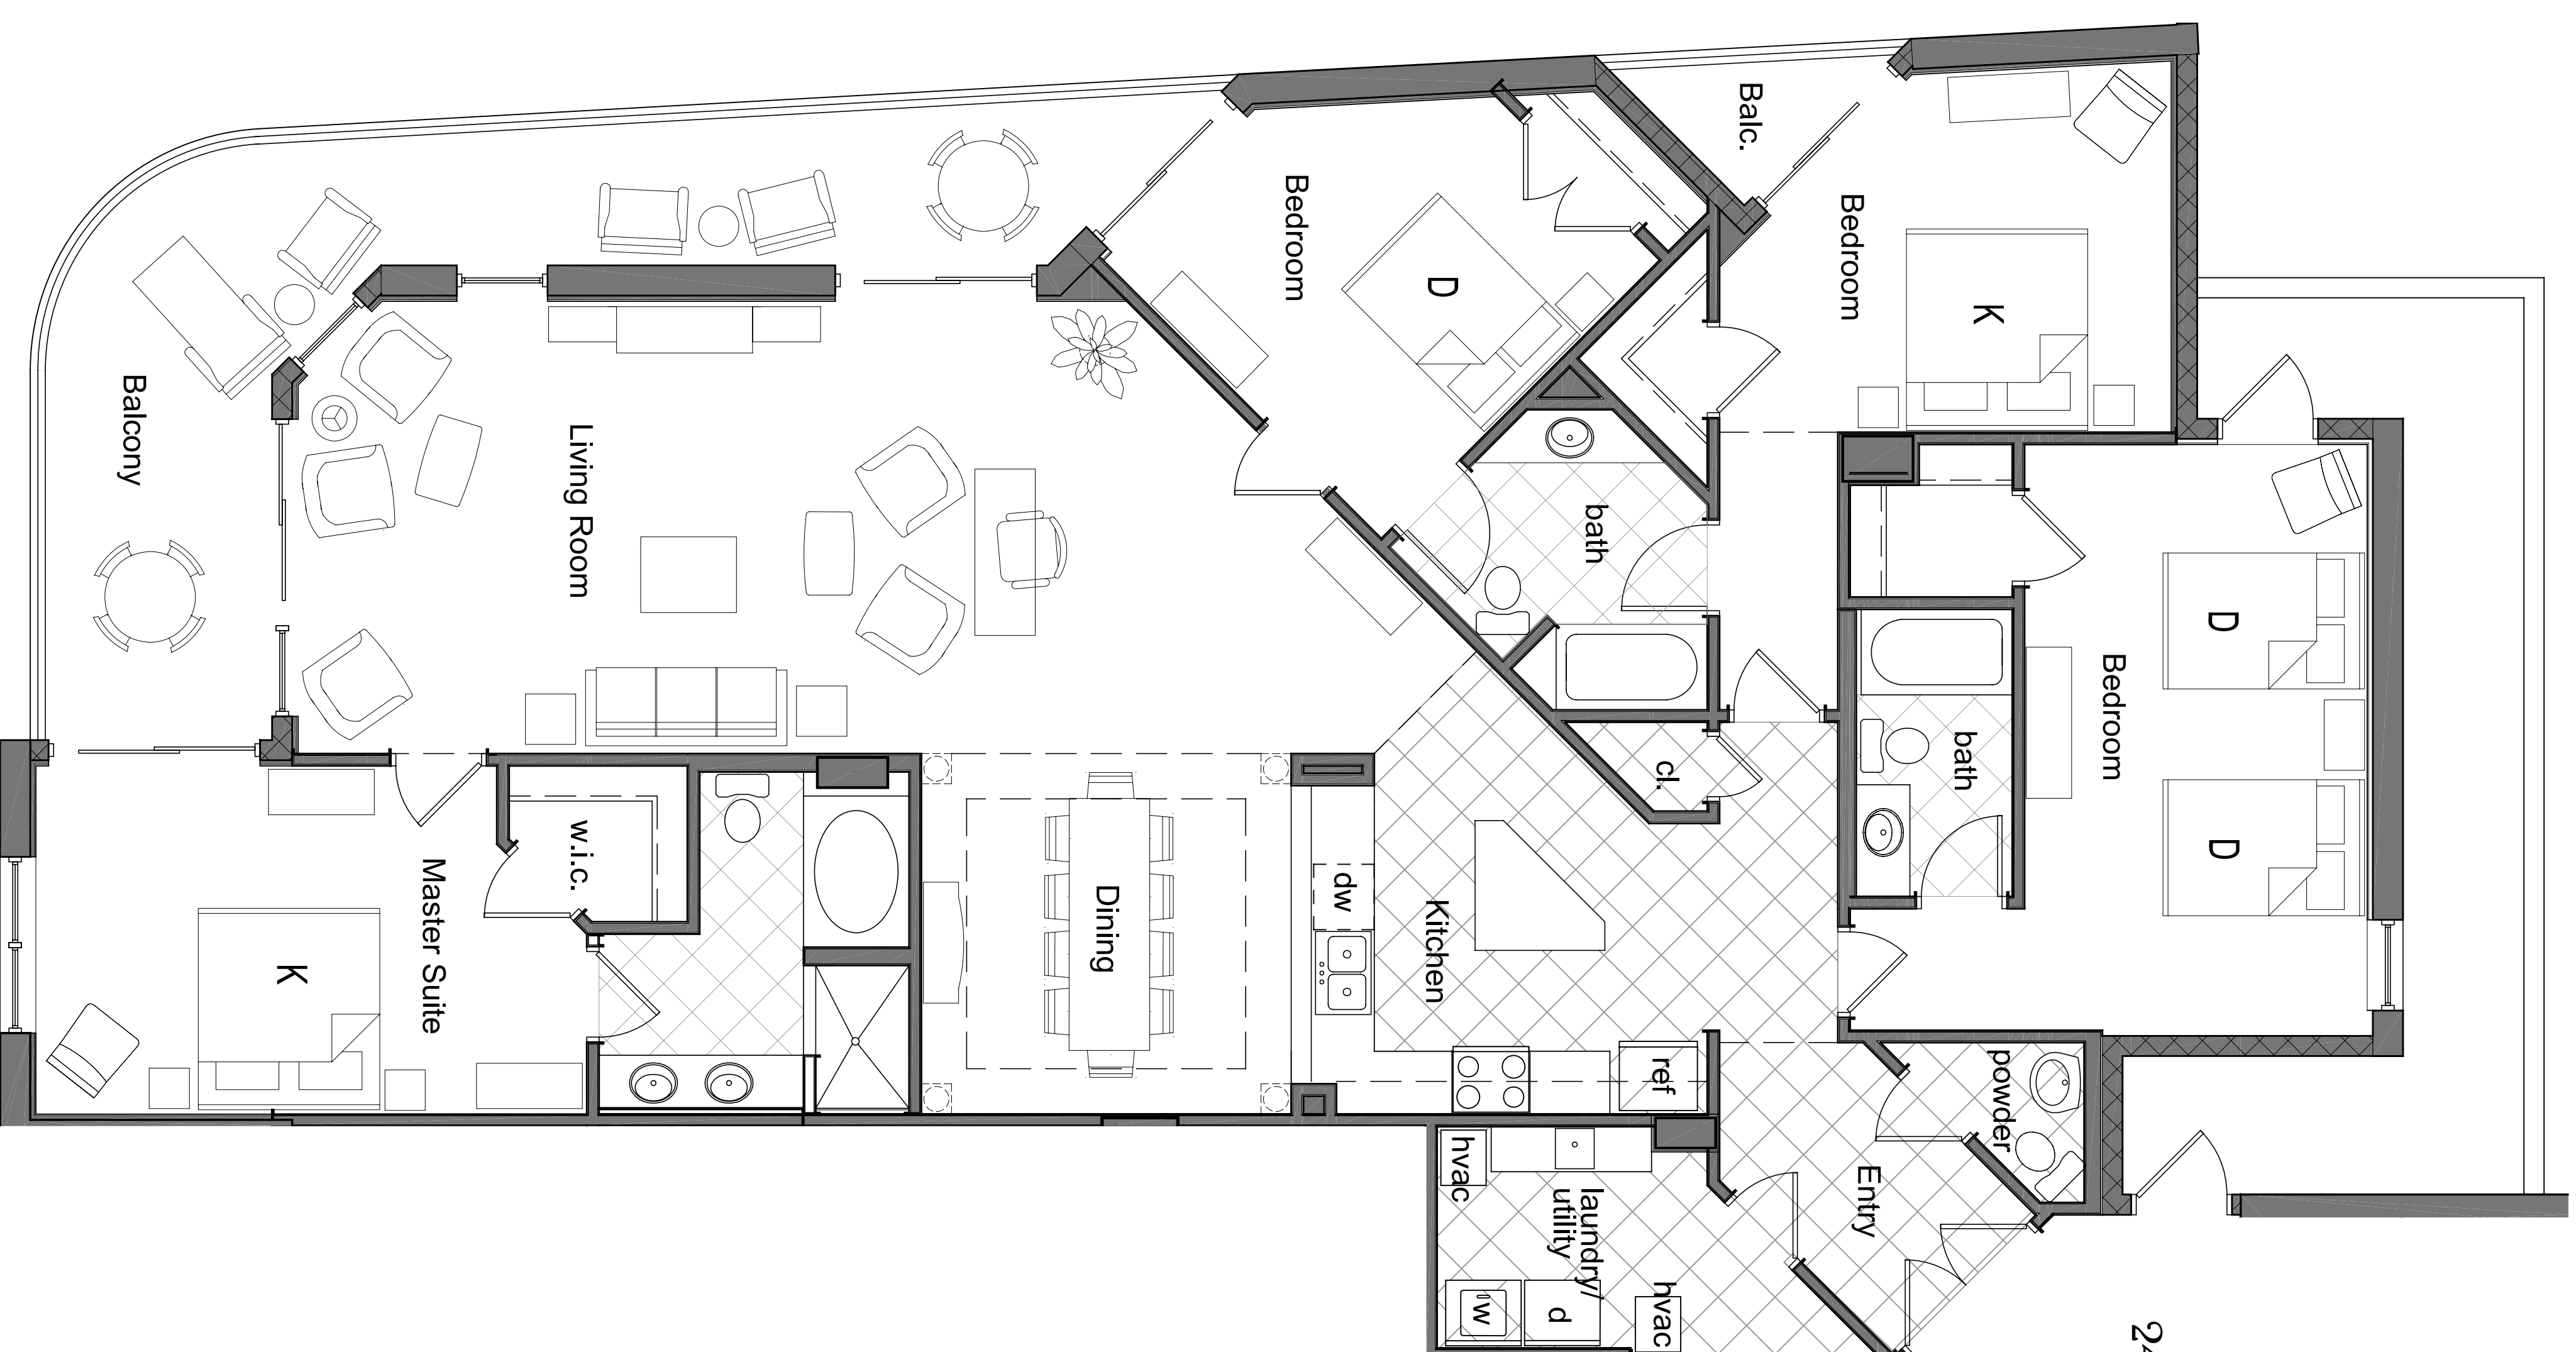 Balc.
Bedroom
K
Bedroom
D
Balcony
Living Room
bath
D
Bedroom
D
bath
cl.
w.i.c.
Master Suite
K
Dining
dw
Kitchen
ref
powder
Entry
hvac
laundry/
utility
w
d
hvac